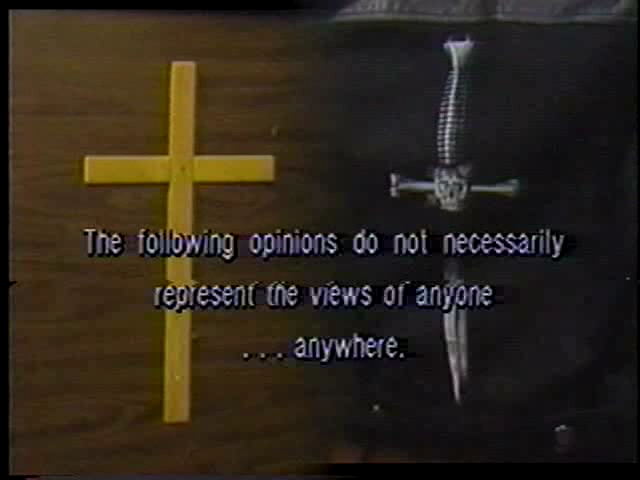 The following opinions do not necessarily
represent the views of anyone
. . . anywhere.